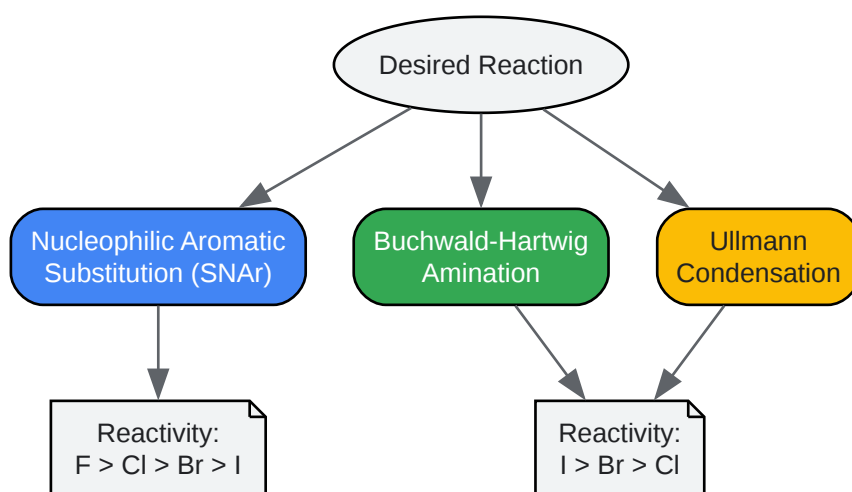 Desired Reaction
Nucleophilic Aromatic
Substitution (SNAr)
Buchwald-Hartwig
Amination
Ullmann
Condensation
Reactivity:
F > Cl > Br > I
Reactivity:
I > Br > Cl